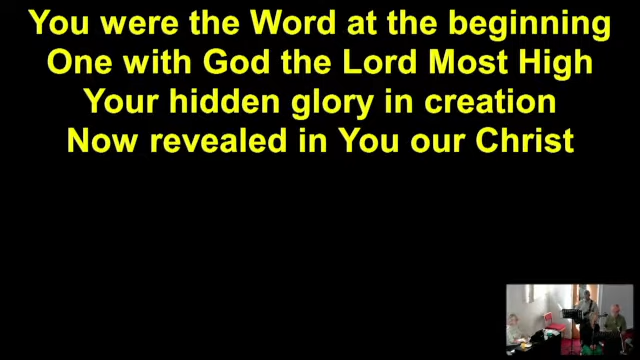 You were the Word at the beginning
One with God the Lord Most High
Your hidden glory in creation
Now revealed in You our Christ